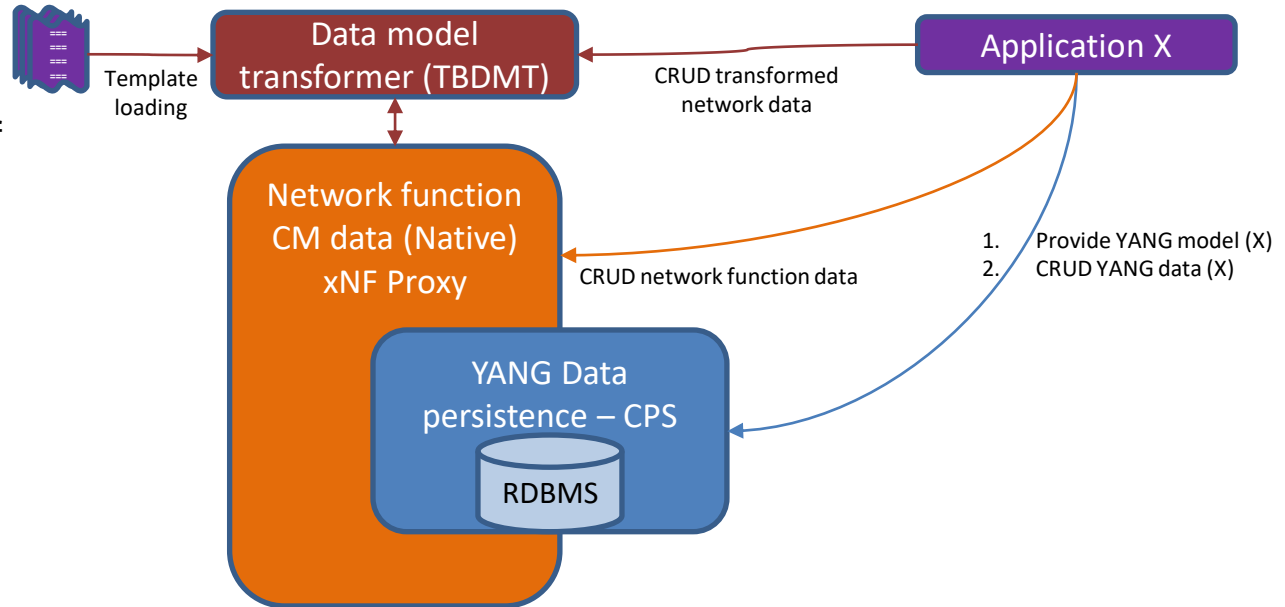 ===
===
===
===
Template
loading
:
Data model
transformer (TBDMT)
CRUD transformed
network data
Application X
Network function
CM data (Native)
xNF Proxy
CRUD network function data
1. Provide YANG model (X)
2. CRUD YANG data (X)
YANG Data
persistence – CPS
RDBMS